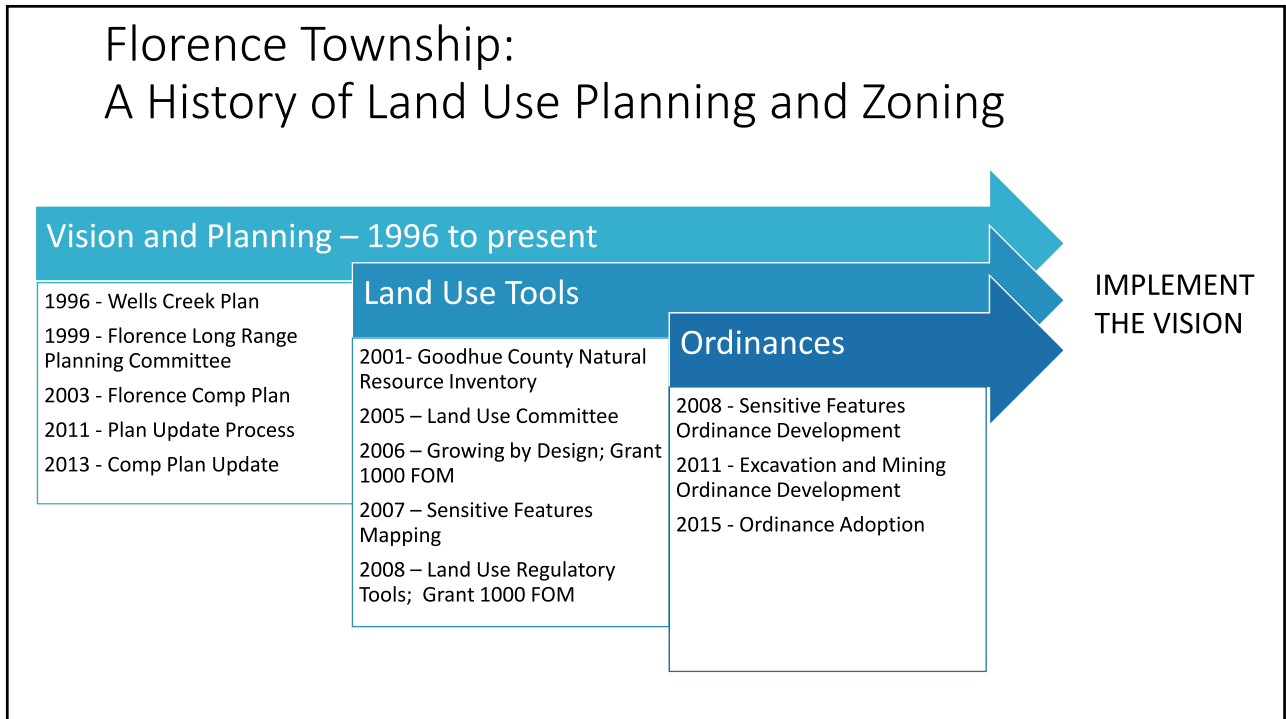 Florence Township:
A History of Land Use Planning and Zoning
Vision and Planning – 1996 to present
1996 - Wells Creek Plan
1999 - Florence Long Range
Planning Committee
2003 - Florence Comp Plan
2011 - Plan Update Process
2013 - Comp Plan Update
Land Use Tools
2001- Goodhue County Natural
Resource Inventory
2005 – Land Use Committee
2006 – Growing by Design; Grant
1000 FOM
2007 – Sensitive Features
Mapping
2008 – Land Use Regulatory
Tools;  Grant 1000 FOM
Ordinances
2008 - Sensitive Features
Ordinance Development
2011 - Excavation and Mining
Ordinance Development
2015 - Ordinance Adoption
IMPLEMENT
THE VISION